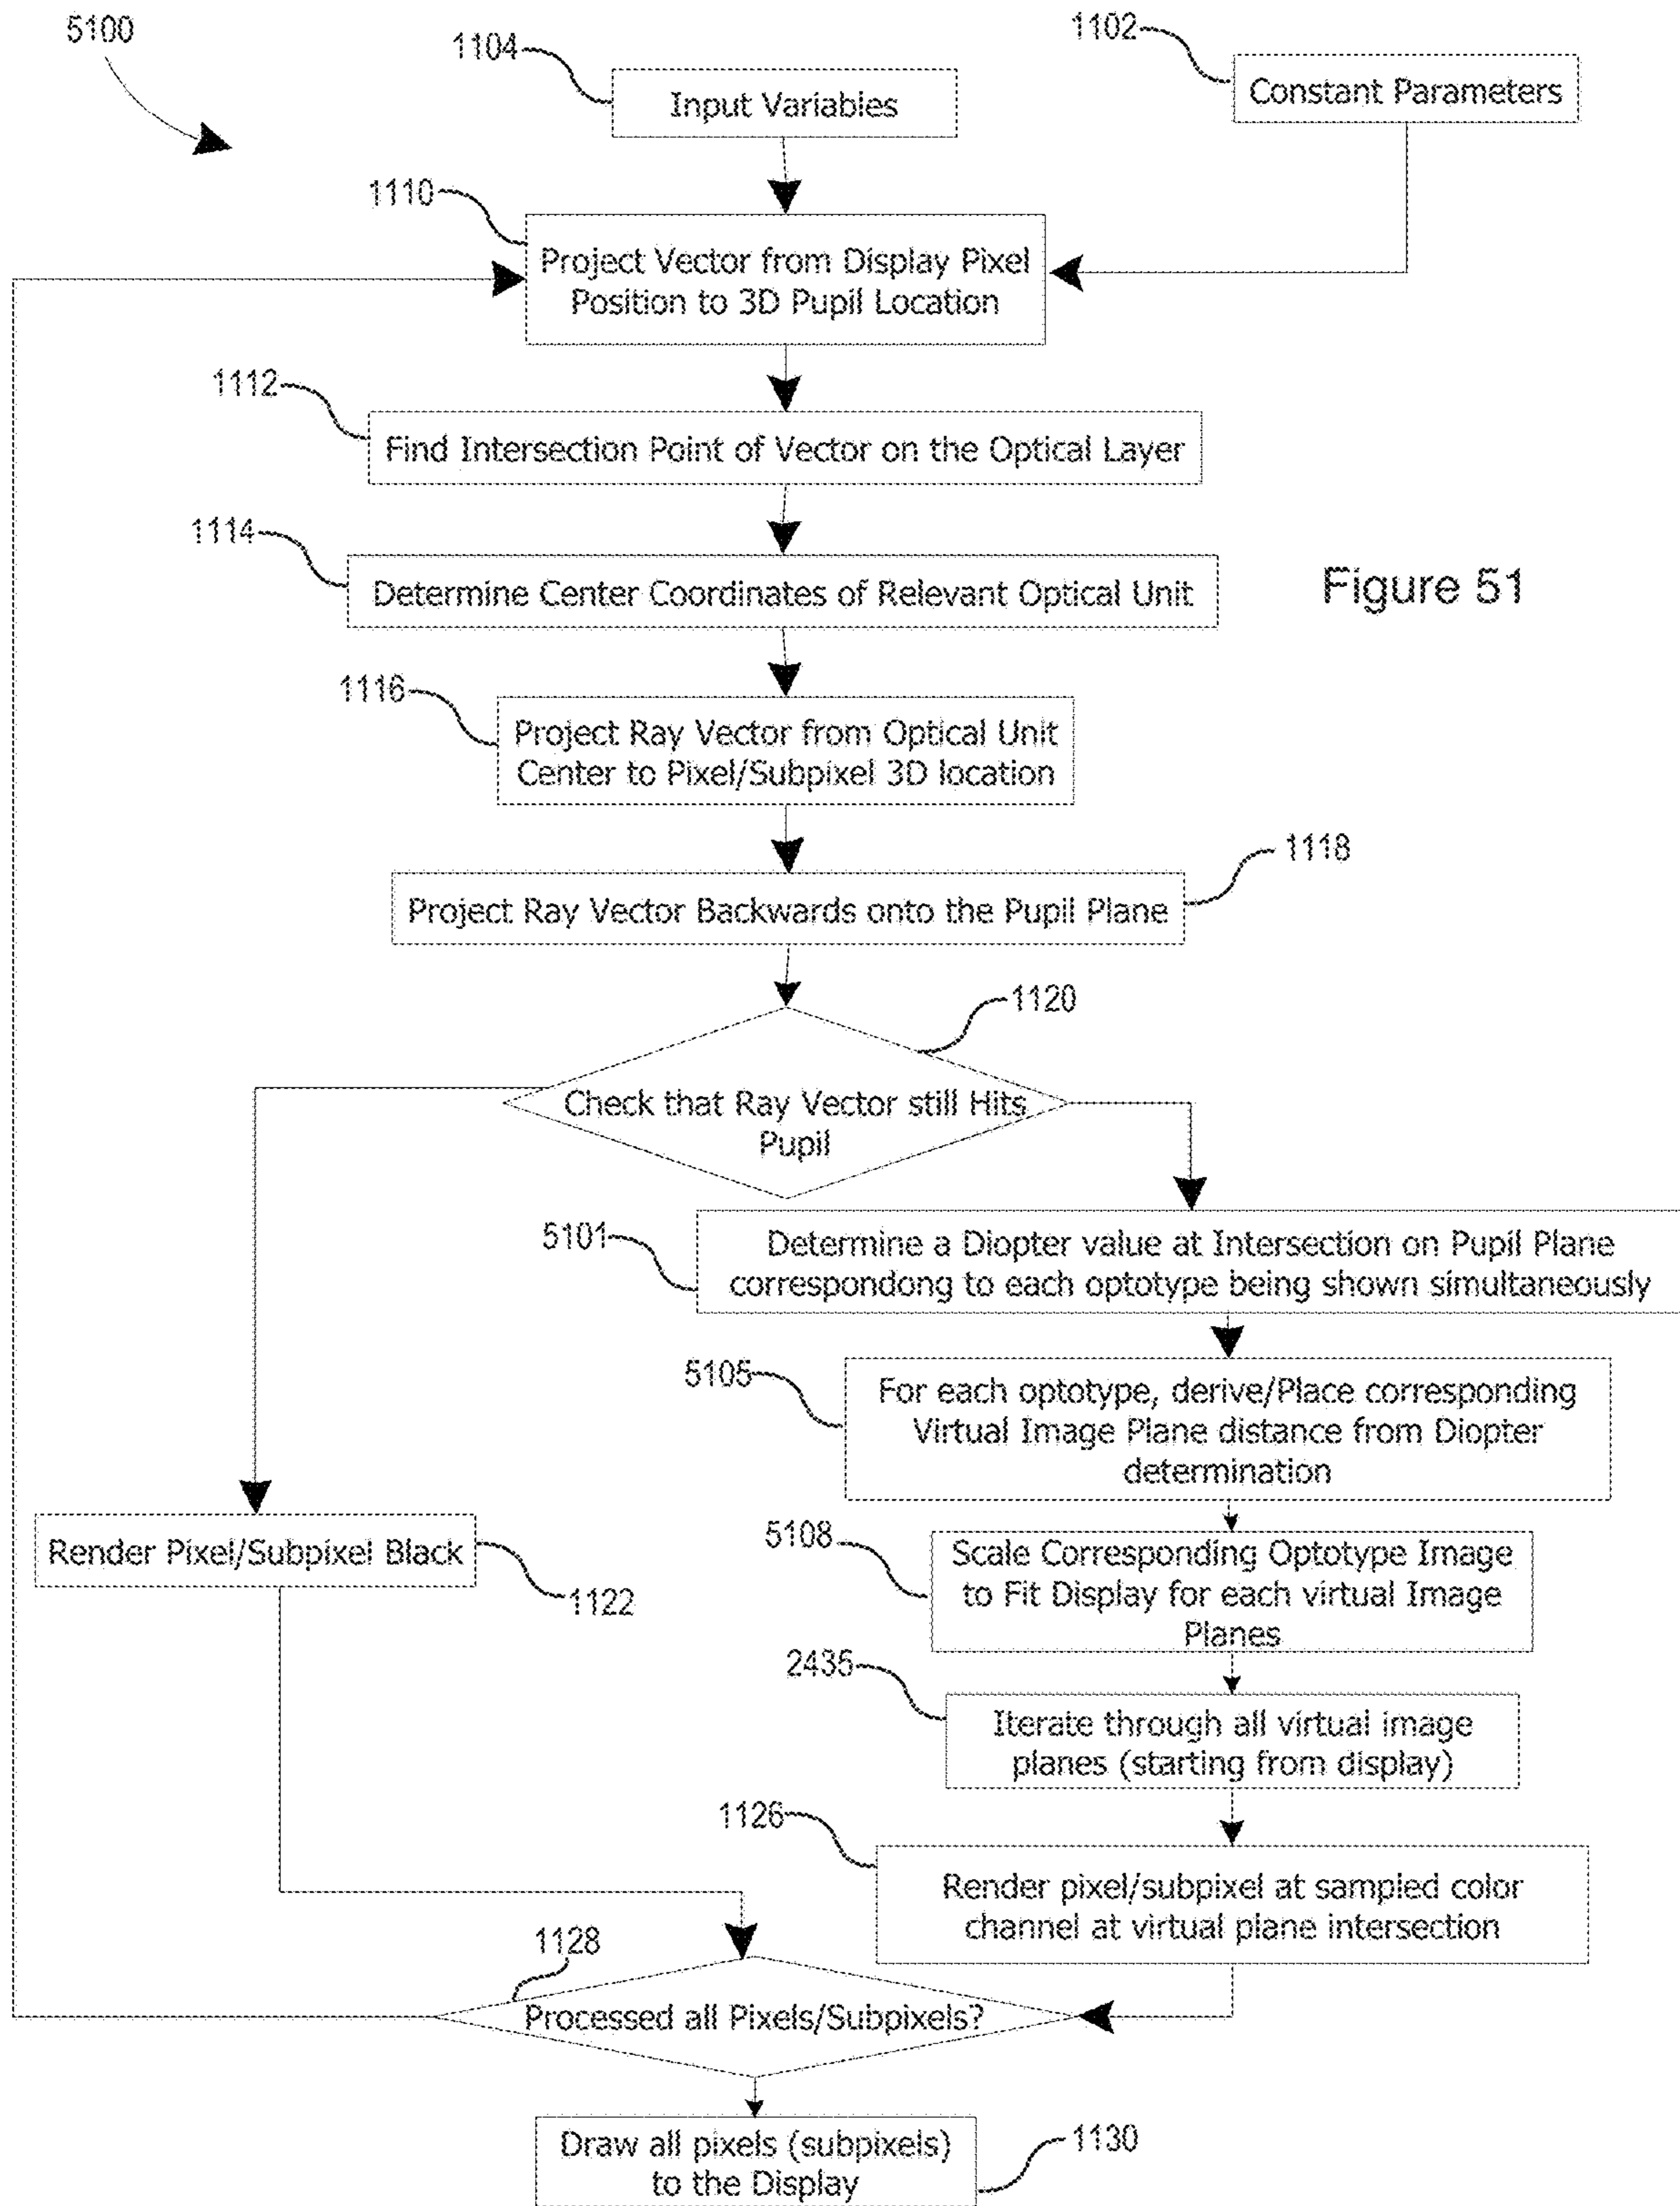 5100
1104
Input Variables
1102
Constant Parameters
1110
Project Vector from Display Pixel
Position to 3D Pupil Location
1112
Find Intersection Point of Vector on the Optical Layer
1114
Determine Center Coordinates of Relevant Optical Unit
Figure 51
1116
Project Ray Vector from Optical Unit
Center to Pixel/Subpixel 3D location
1118
Project Ray Vector Backwards onto the Pupil Plane
1120
Check that Ray Vector still Hits
Pupil
5101
Determine a Diopter value at Intersection on Pupil Plane
correspondong to each optotype being shown simultaneously
5105
For each optotype, derive/Place corresponding
Virtual Image Plane distance from Diopter
determination
5108
Scale Corresponding Optotype Image
to Fit Display for each virtual Image
Planes
Render Pixel/Subpixel Black
1122
2435
Iterate through all virtual image
planes (starting from display)
1126
Render pixel/subpixel at sampled color
channel at virtual plane intersection
1128
Processed all Pixels/Subpixels?
Draw all pixels (subpixels)
to the Display
1130